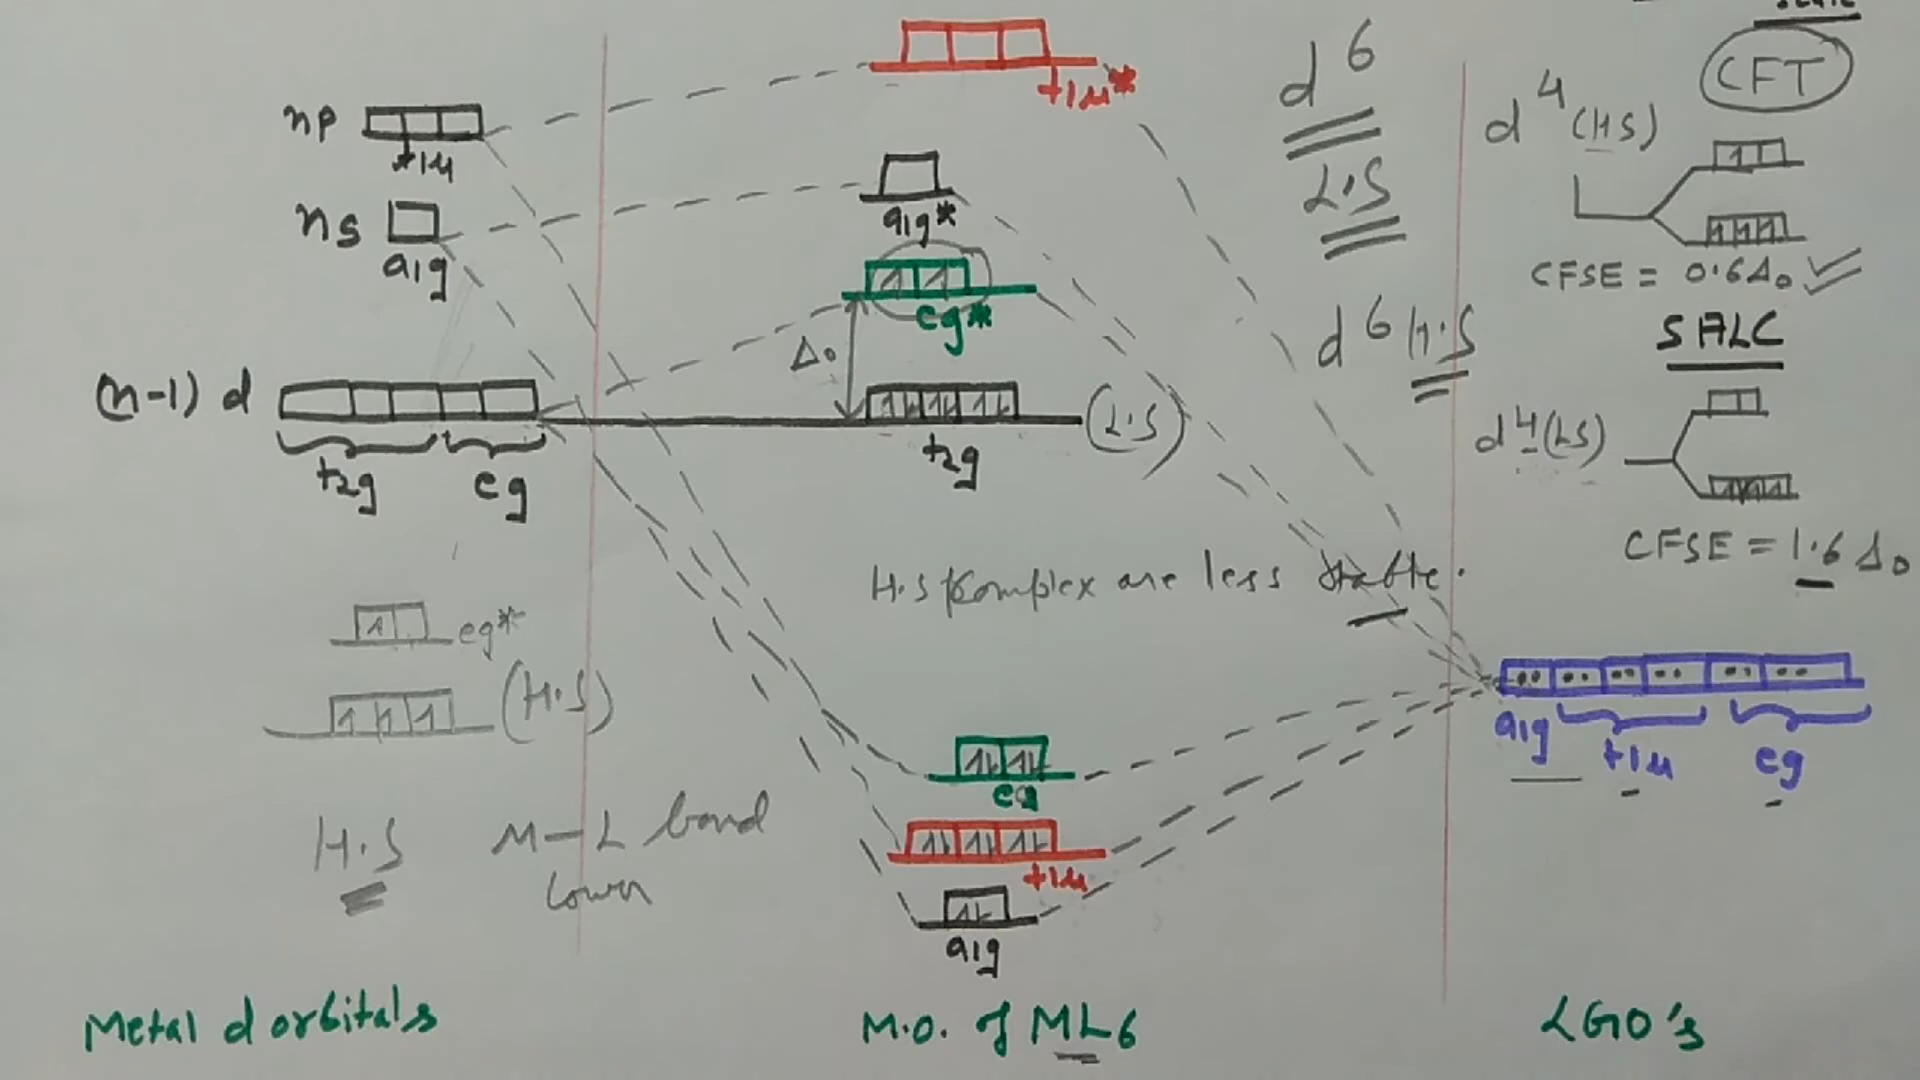 np
t1u
ns
a1g
(n-1) d
t2g
eg
eg*
(H.S)
H.S
M-L bond
lower
Metal d orbitals
t1u*
a1g*
eg*
Δo
(L.S)
t2g
H.S Complex are less stable.
eg
t1u
a1g
M.O. of ML6
d6
L.S
d6 H.S
CFT
d4(HS)
CFSE = 0.6Δo
SALC
d4(LS)
CFSE = 1.6Δo
a1g
t1u
eg
LGO's